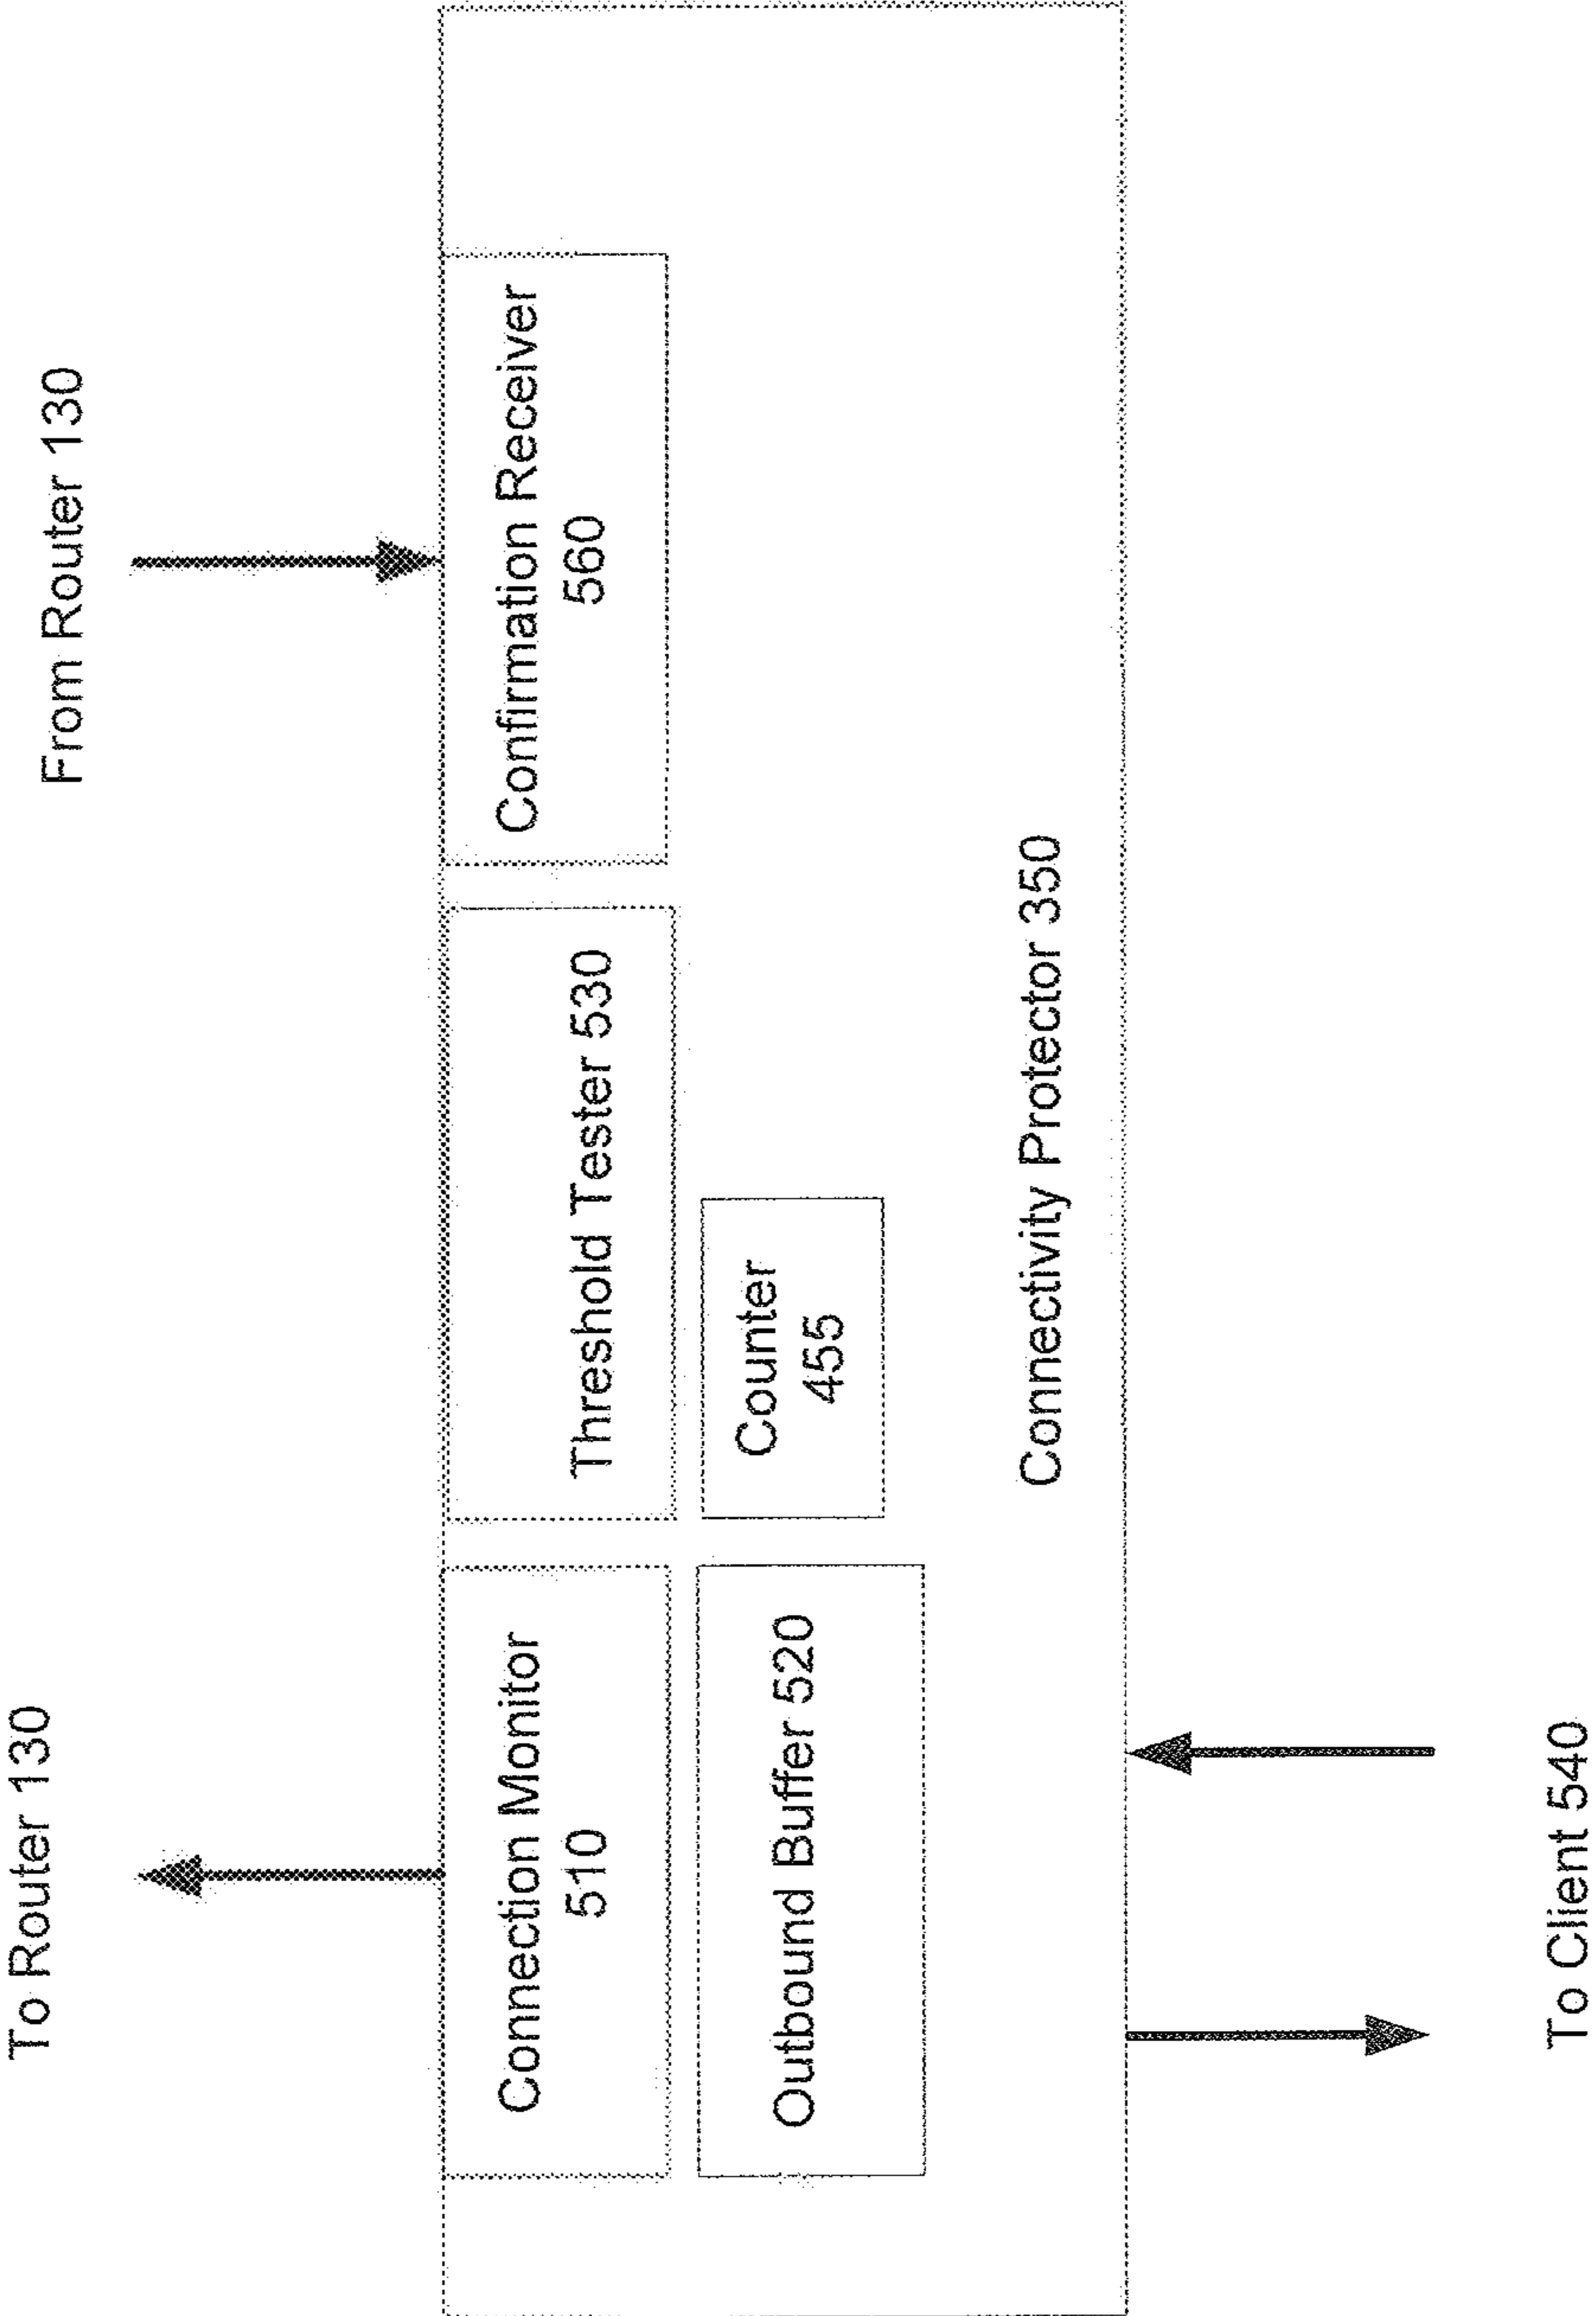 To Router 130
From Router 130
Connection Monitor
510
Threshold Tester 530
Confirmation Receiver
560
Outbound Buffer 520
Counter
455
Connectivity Protector 350
To Client 540